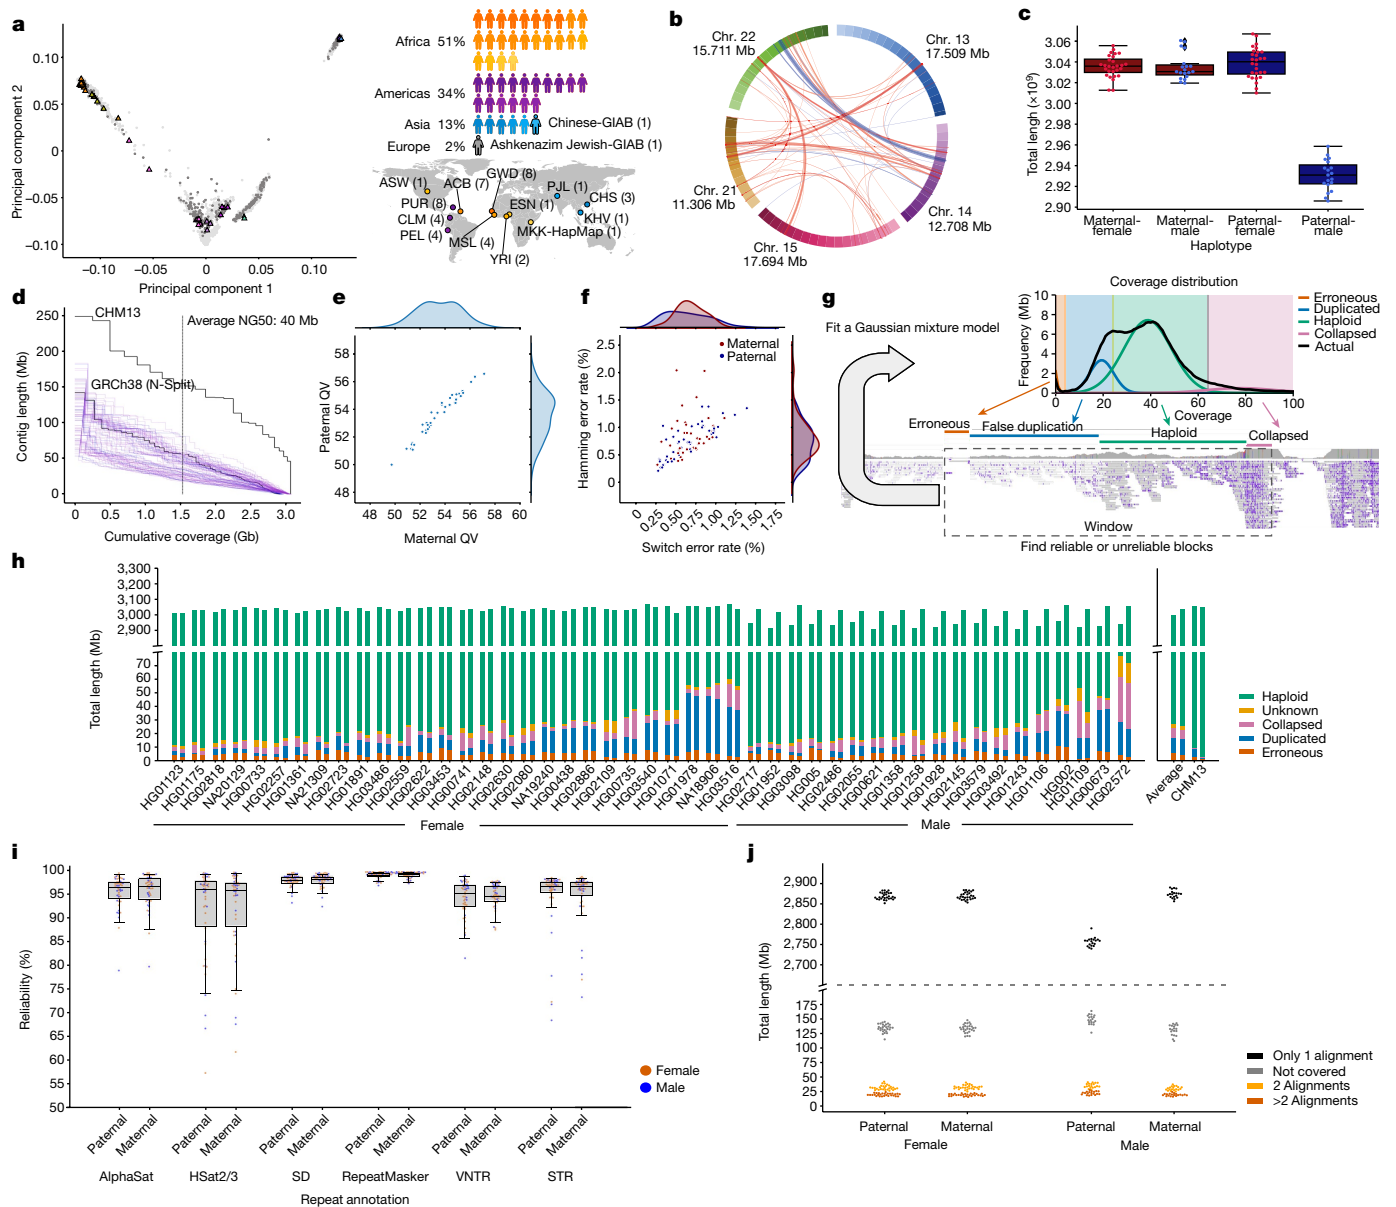 a
Principal component 2
0.10
0.05
0
−0.05
−0.10
−0.10
−0.05
0
0.05
0.10
Principal component 1
Africa 51%
Americas 34%
Asia 13%
Chinese-GIAB (1)
Europe 2%
Ashkenazim Jewish-GIAB (1)
ASW (1)
ACB (7)
GWD (8)
PJL (1)
PUR (8)
ESN (1)
CHS (3)
CLM (4)
KHV (1)
PEL (4)
MSL (4)
MKK-HapMap (1)
YRI (2)
b
Chr. 22
15.711 Mb
Chr. 13
17.509 Mb
Chr. 21
11.306 Mb
Chr. 14
12.708 Mb
Chr. 15
17.694 Mb
c
Total lengh (×10⁹)
3.06
3.04
3.02
3.00
2.98
2.96
2.94
2.92
2.90
Maternal-female
Maternal-male
Paternal-female
Paternal-male
Haplotype
d
Contig length (Mb)
250
200
150
100
50
0
CHM13
Average NG50: 40 Mb
GRCh38 (N-Split)
0
0.5
1.0
1.5
2.0
2.5
3.0
Cumulative coverage (Gb)
e
Paternal QV
58
56
54
52
50
48
48
50
52
54
56
58
60
Maternal QV
f
Hamming error rate (%)
2.5
2.0
1.5
1.0
0.5
0
Maternal
Paternal
0
0.25
0.50
0.75
1.00
1.25
1.50
1.75
Switch error rate (%)
g
Fit a Gaussian mixture model
Coverage distribution
Frequency (Mb)
10
8
6
4
2
0
0
20
40
60
80
100
Coverage
Erroneous
Duplicated
Haploid
Collapsed
Actual
Erroneous
False duplication
Haploid
Collapsed
Window
Find reliable or unreliable blocks
h
Total length (Mb)
3,300
3,200
3,100
3,000
2,900
70
60
50
40
30
20
10
0
HG01123
HG01175
HG02818
NA20129
HG00733
HG02257
HG01361
NA21309
HG02723
HG01891
HG03486
HG02559
HG02622
HG03453
HG00741
HG02148
HG02630
HG02080
NA19240
HG00438
HG02886
HG02109
HG00735
HG03540
HG01071
HG01978
NA18906
HG03516
HG02717
HG01952
HG03098
HG005
HG02486
HG02055
HG00621
HG01358
HG01258
HG01928
HG02145
HG03579
HG03492
HG01243
HG01106
HG002
HG01109
HG00673
HG02572
Average
CHM13
Female
Male
Haploid
Unknown
Collapsed
Duplicated
Erroneous
i
Reliability (%)
100
95
90
85
80
75
70
65
60
55
50
Paternal
Maternal
Paternal
Maternal
Paternal
Maternal
Paternal
Maternal
Paternal
Maternal
Paternal
Maternal
AlphaSat
HSat2/3
SD
RepeatMasker
VNTR
STR
Repeat annotation
Female
Male
j
Total length (Mb)
2,900
2,850
2,750
2,700
175
150
125
100
75
50
25
0
Paternal
Maternal
Paternal
Maternal
Female
Male
Only 1 alignment
Not covered
2 Alignments
>2 Alignments